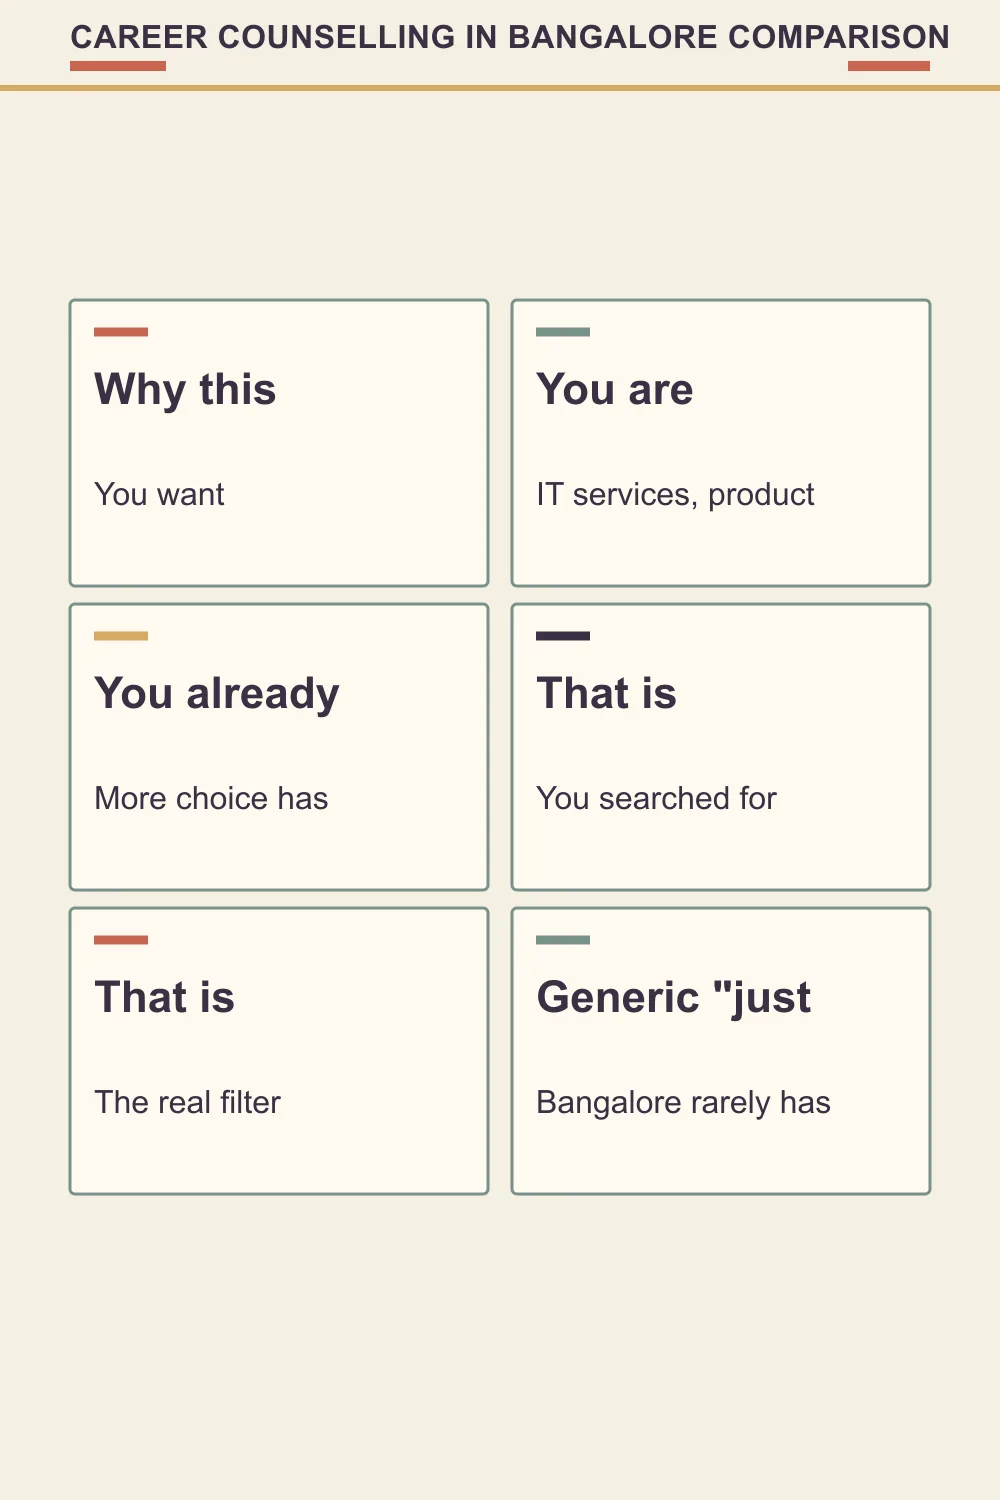 CAREER COUNSELLING IN BANGALORE COMPARISON
Why this
You want
You are
IT services, product
You already
More choice has
That is
You searched for
That is
The real filter
Generic "just
Bangalore rarely has